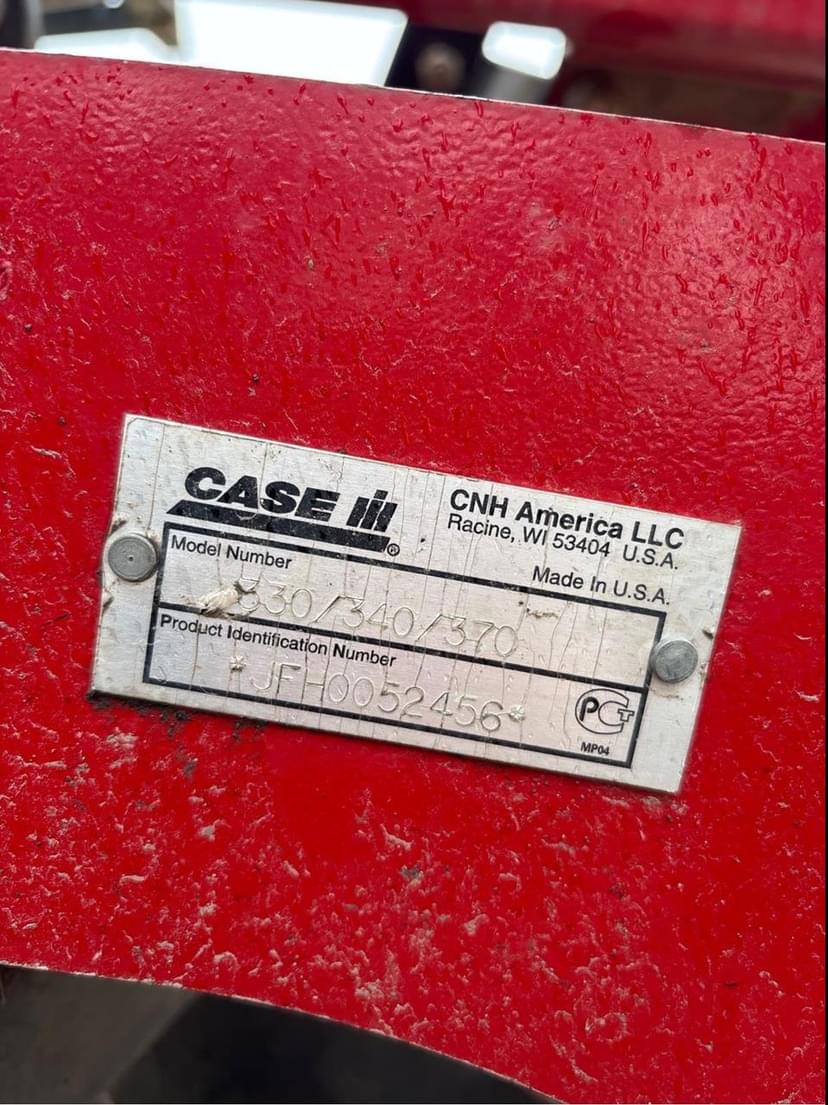 CASE IH®
CNH America LLC
Racine, WI 53404 U.S.A.
Made In U.S.A.
Model Number
330/340/370
Product Identification Number
*JFH0052456*
PCT
MP04